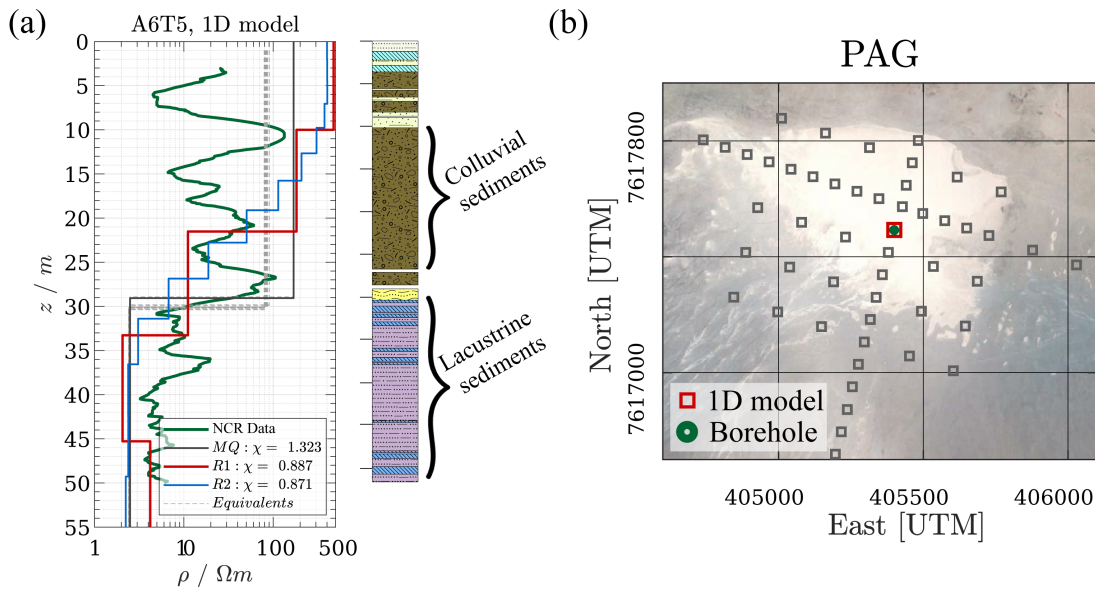 (a)
A6T5, 1D model
0
5
10
15
20
25
30
35
40
45
50
55
z / m
1
10
100
500
ρ / Ωm
NCR Data
MQ : χ = 1.323
R1 : χ = 0.887
R2 : χ = 0.871
Equivalents
Colluvial
sediments
Lacustrine
sediments
(b)
PAG
7617800
7617000
North [UTM]
1D model
Borehole
405000
405500
406000
East [UTM]